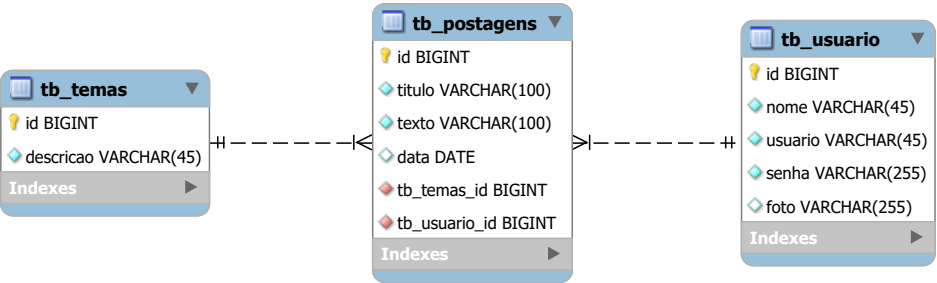 tb_temas
id BIGINT
descricao VARCHAR(45)
Indexes
tb_postagens
id BIGINT
titulo VARCHAR(100)
texto VARCHAR(100)
data DATE
tb_temas_id BIGINT
tb_usuario_id BIGINT
Indexes
tb_usuario
id BIGINT
nome VARCHAR(45)
usuario VARCHAR(45)
senha VARCHAR(255)
foto VARCHAR(255)
Indexes